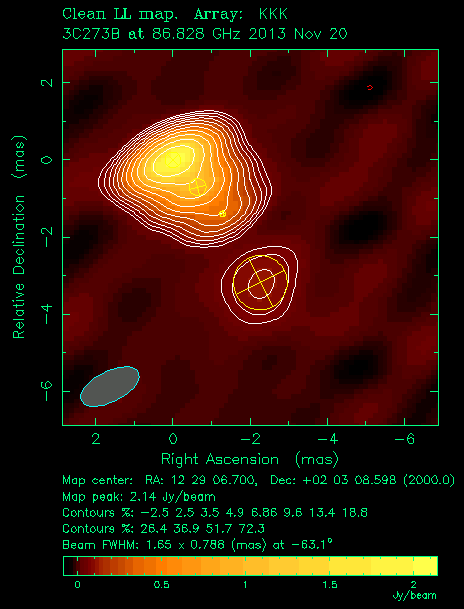 Clean LL map. Array: KKK
3C273B at 86.828 GHz 2013 Nov 20
Relative Declination (mas)
2
0
−2
−4
−6
2 0 −2 −4 −6
Right Ascension (mas)
Map center: RA: 12 29 06.700, Dec: +02 03 08.598 (2000.0)
Map peak: 2.14 Jy/beam
Contours %: −2.5 2.5 3.5 4.9 6.86 9.6 13.4 18.8
Contours %: 26.4 36.9 51.7 72.3
Beam FWHM: 1.65 x 0.788 (mas) at −63.1°
0 0.5 1 1.5 2
Jy/beam